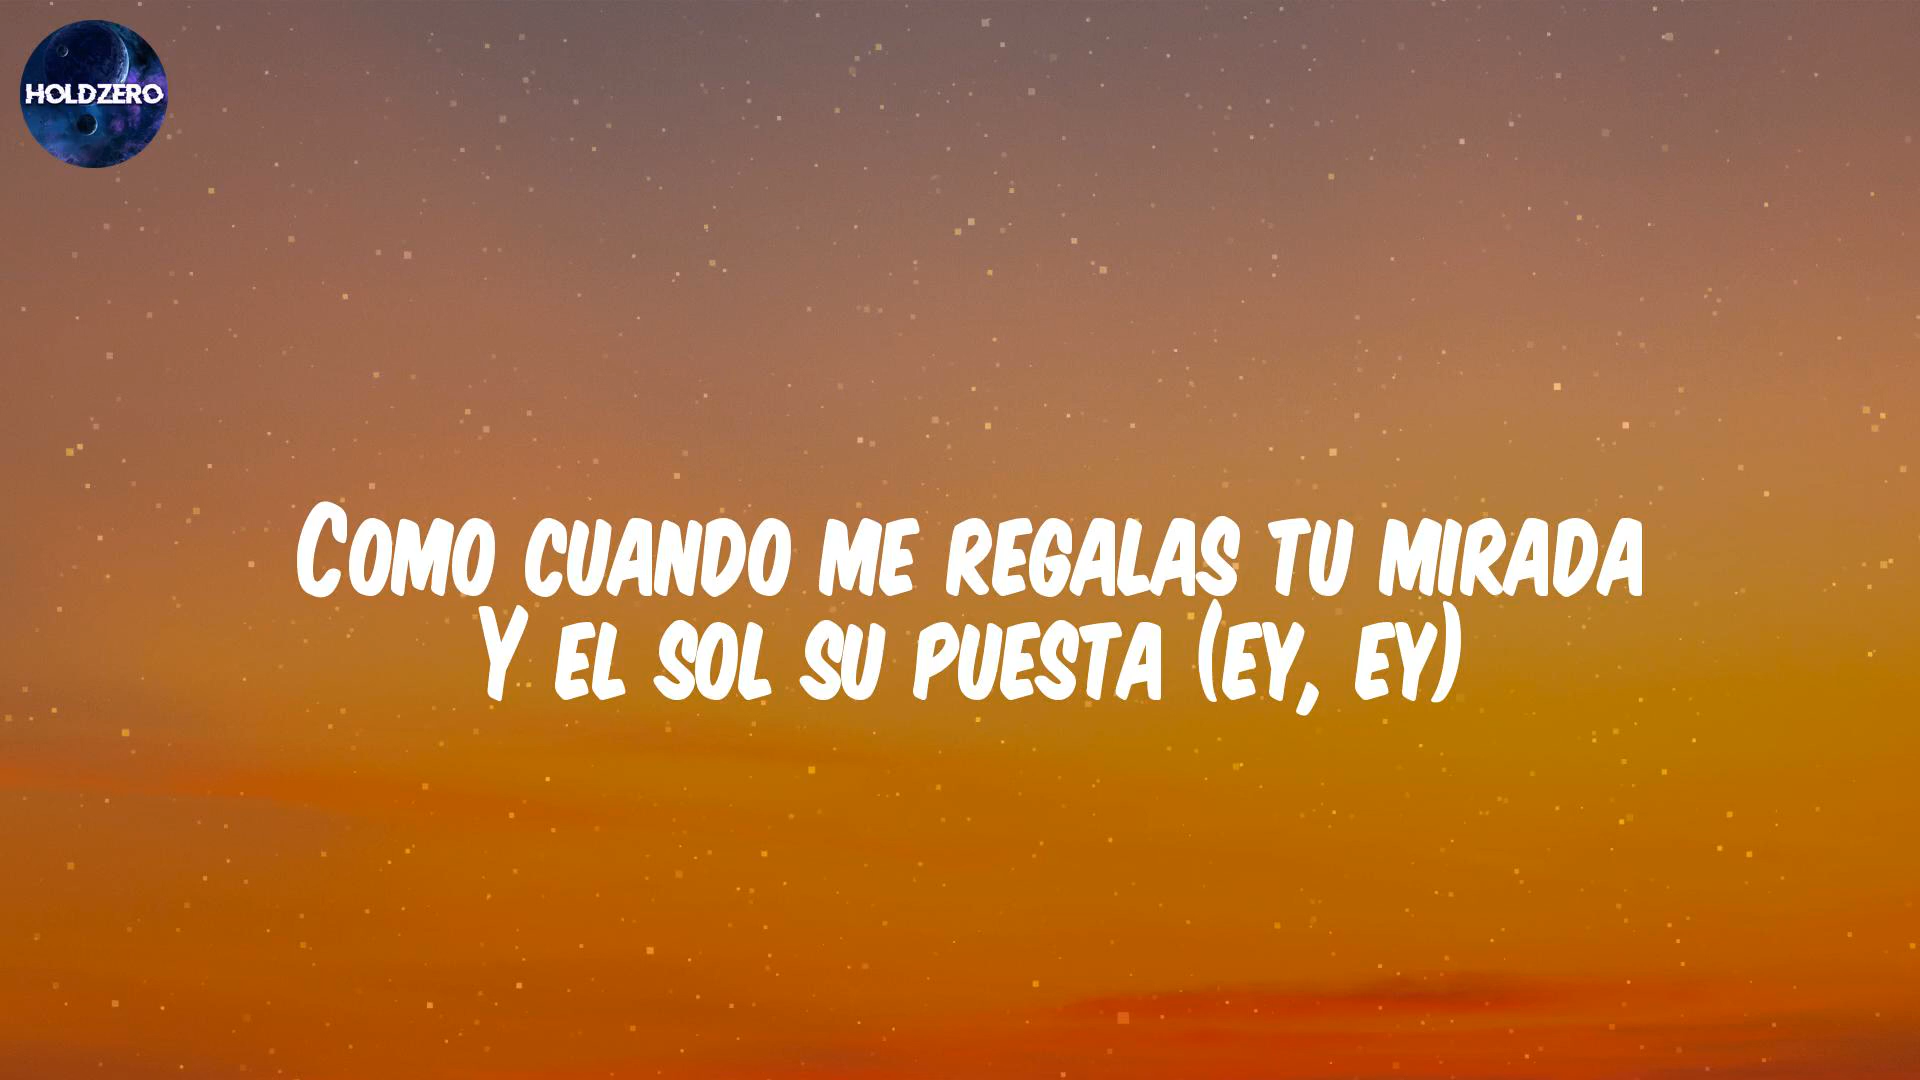 HOLDZERO
Como cuando me regalas tu mirada
Y el sol su puesta (ey, ey)